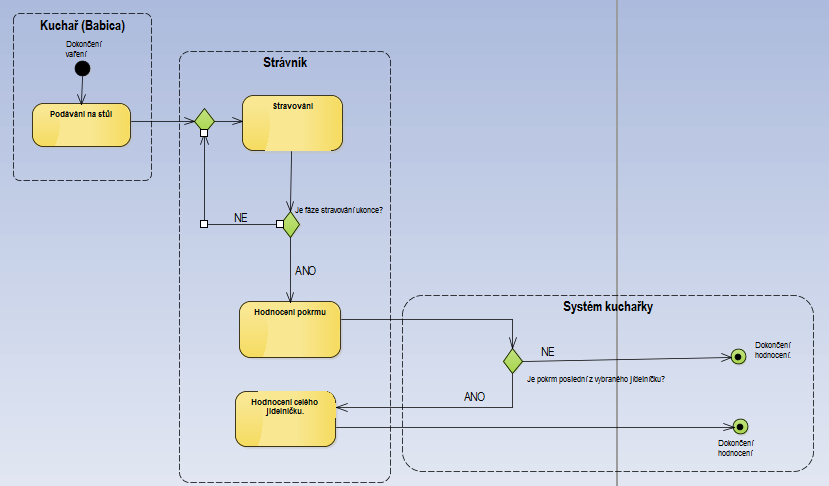 Kuchař (Babica)
Dokončení
vaření
Podávání na stůl
Strávník
Stravování
Je fáze stravování ukonce?
NE
ANO
Hodnocení pokrmu
Systém kuchařky
NE
Dokončení
hodnocení
Je pokrm poslední z vybraného jídelníčku?
ANO
Hodnocení celého
jídelníčku.
Dokončení
hodnocení